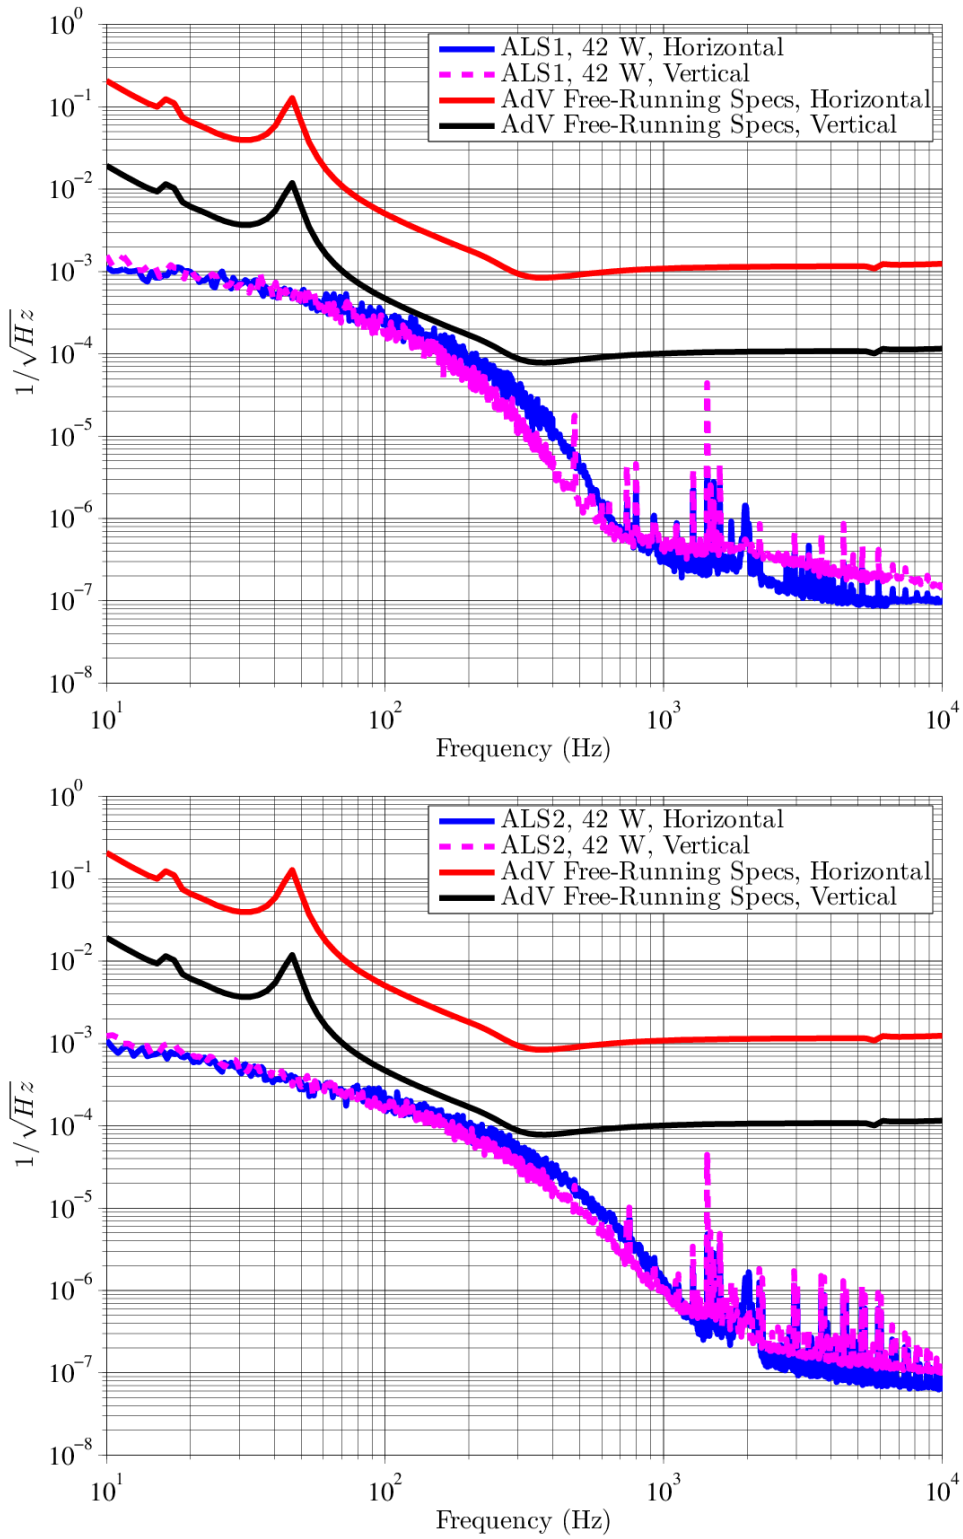 10^0
ALS1, 42 W, Horizontal
ALS1, 42 W, Vertical
AdV Free-Running Specs, Horizontal
AdV Free-Running Specs, Vertical
10^−1
10^−2
10^−3
10^−4
10^−5
10^−6
10^−7
10^−8
1/√Hz
10^1 10^2 10^3 10^4
Frequency (Hz)
10^0
ALS2, 42 W, Horizontal
ALS2, 42 W, Vertical
AdV Free-Running Specs, Horizontal
AdV Free-Running Specs, Vertical
10^−1
10^−2
10^−3
10^−4
10^−5
10^−6
10^−7
10^−8
1/√Hz
10^1 10^2 10^3 10^4
Frequency (Hz)